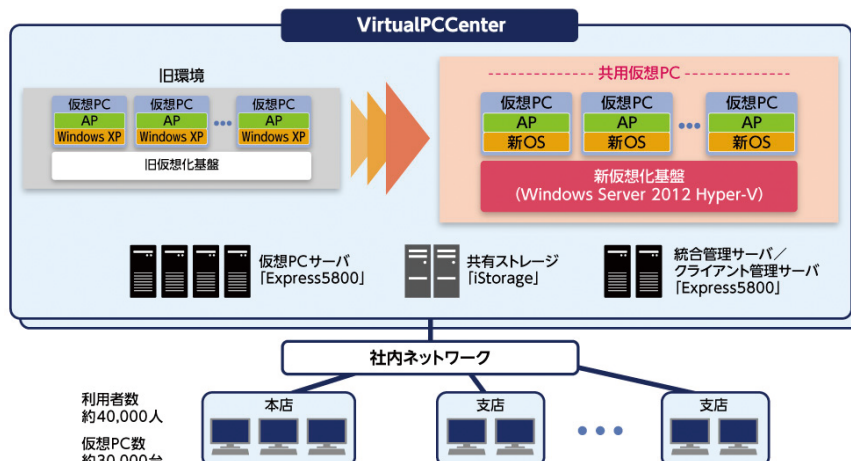 VirtualPCCenter
旧環境
仮想PC
AP
Windows XP
仮想PC
AP
Windows XP
仮想PC
AP
Windows XP
旧仮想化基盤
共用仮想PC
仮想PC
AP
新OS
仮想PC
AP
新OS
仮想PC
AP
新OS
新仮想化基盤
(Windows Server 2012 Hyper-V)
仮想PCサーバ
「Express5800」
共有ストレージ
「iStorage」
統合管理サーバ／
クライアント管理サーバ
「Express5800」
社内ネットワーク
利用者数
約40,000人
仮想PC数
約30,000台
本店
支店
支店